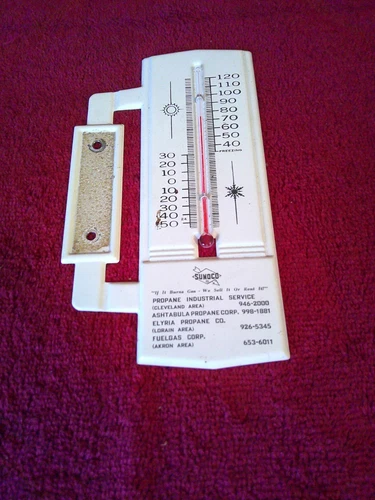 120
110
100
90
80
70
60
50
40
FREEZING
30
20
10
0
10
20
30
40
50
SUNOCO
"If It Burns Gas - We Sell It Or Send It!"
PROPANE INDUSTRIAL SERVICE
(CLEVELAND AREA) 946-2000
ASHTABULA PROPANE CORP. 998-1881
ELYRIA PROPANE CO.
(LORAIN AREA) 926-5345
FUELGAS CORP.
(AKRON AREA) 653-6011